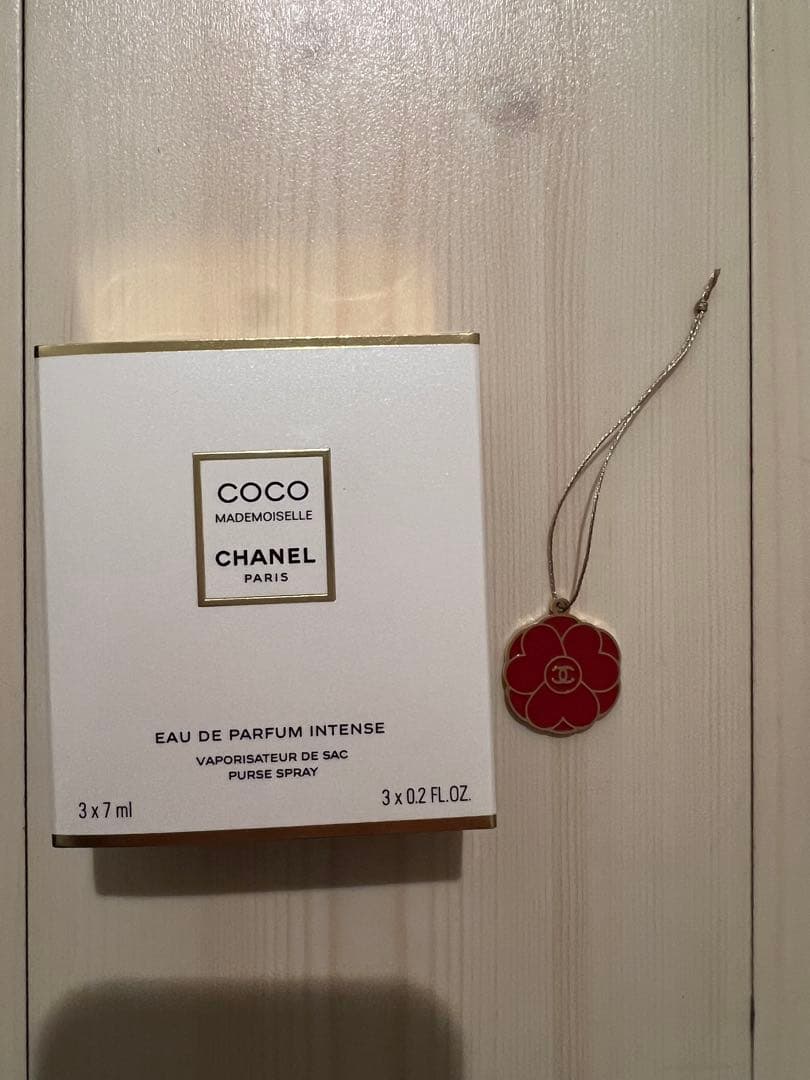 COCO
MADEMOISELLE
CHANEL
PARIS
EAU DE PARFUM INTENSE
VAPORISATEUR DE SAC
PURSE SPRAY
3 x 7 ml
3 x 0.2 FL.OZ.